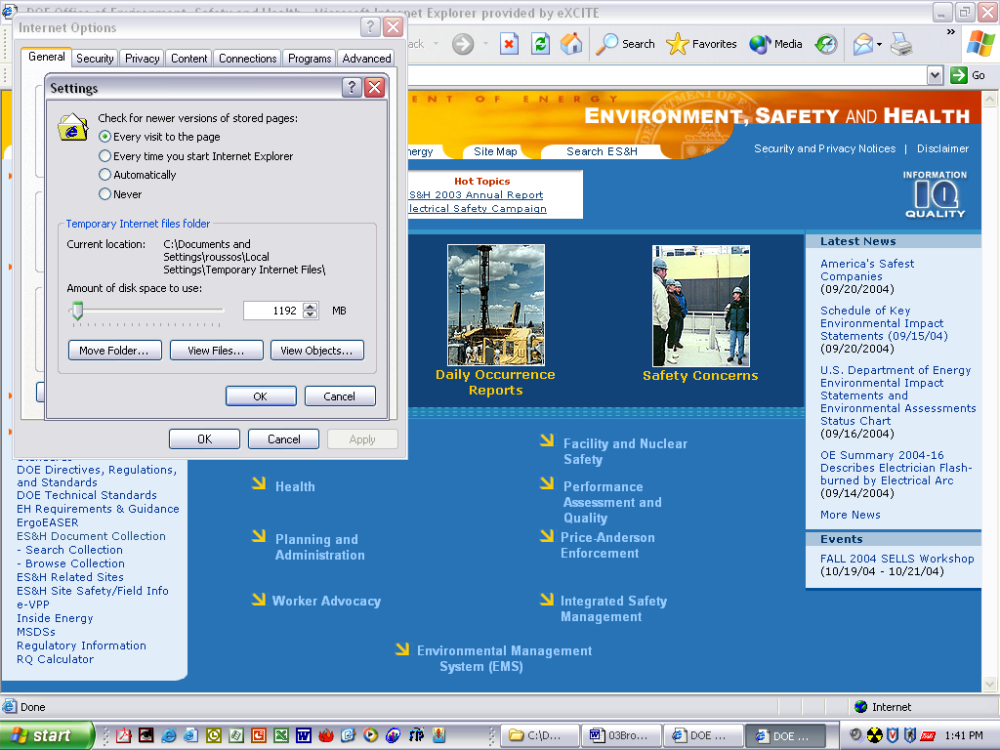 DOE Office of Environment, Safety and Health - Microsoft Internet Explorer provided by eXCITE
Internet Options
General
Security
Privacy
Content
Connections
Programs
Advanced
Search
Favorites
Media
»
Go
Settings
Check for newer versions of stored pages:
Every visit to the page
Every time you start Internet Explorer
Automatically
Never
Temporary Internet files folder
Current location:
C:\Documents and
Settings\roussos\Local
Settings\Temporary Internet Files\
Amount of disk space to use:
1192
MB
Move Folder...
View Files...
View Objects...
OK
Cancel
OK
Cancel
Apply
ENT OF ENERGY
ENVIRONMENT, SAFETY AND HEALTH
nergy
Site Map
Search ES&H
Security and Privacy Notices | Disclaimer
Hot Topics
S&H 2003 Annual Report
lectrical Safety Campaign
INFORMATION
IQ
QUALITY
Daily Occurrence
Reports
Safety Concerns
Latest News
America's Safest
Companies
(09/20/2004)
Schedule of Key
Environmental Impact
Statements (09/15/04)
(09/20/2004)
U.S. Department of Energy
Environmental Impact
Statements and
Environmental Assessments
Status Chart
(09/16/2004)
OE Summary 2004-16
Describes Electrician Flash-
burned by Electrical Arc
(09/14/2004)
More News
Events
FALL 2004 SELLS Workshop
(10/19/04 - 10/21/04)
Standards
DOE Directives, Regulations,
and Standards
DOE Technical Standards
EH Requirements & Guidance
ErgoEASER
ES&H Document Collection
- Search Collection
- Browse Collection
ES&H Related Sites
ES&H Site Safety/Field Info
e-VPP
Inside Energy
MSDSs
Regulatory Information
RQ Calculator
Facility and Nuclear
Safety
Health
Performance
Assessment and
Quality
Planning and
Administration
Price-Anderson
Enforcement
Worker Advocacy
Integrated Safety
Management
Environmental Management
System (EMS)
Done
Internet
start
C:\D...
03Bro...
DOE ...
DOE ...
1:41 PM